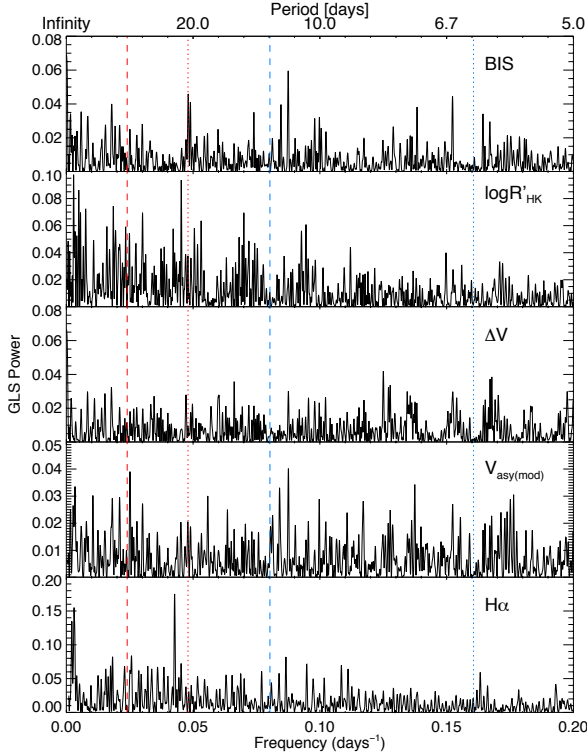 Period [days]
Infinity 20.0 10.0 6.7 5.0
0.08
BIS
0.06
0.04
0.02
0.10
logR'HK
0.08
0.06
0.04
0.02
0.08
ΔV
0.06
0.04
0.02
0.05
Vasy(mod)
0.04
0.03
0.02
0.01
0.20
Hα
0.15
0.10
0.05
0.00
GLS Power
0.00 0.05 0.10 0.15 0.20
Frequency (days⁻¹)